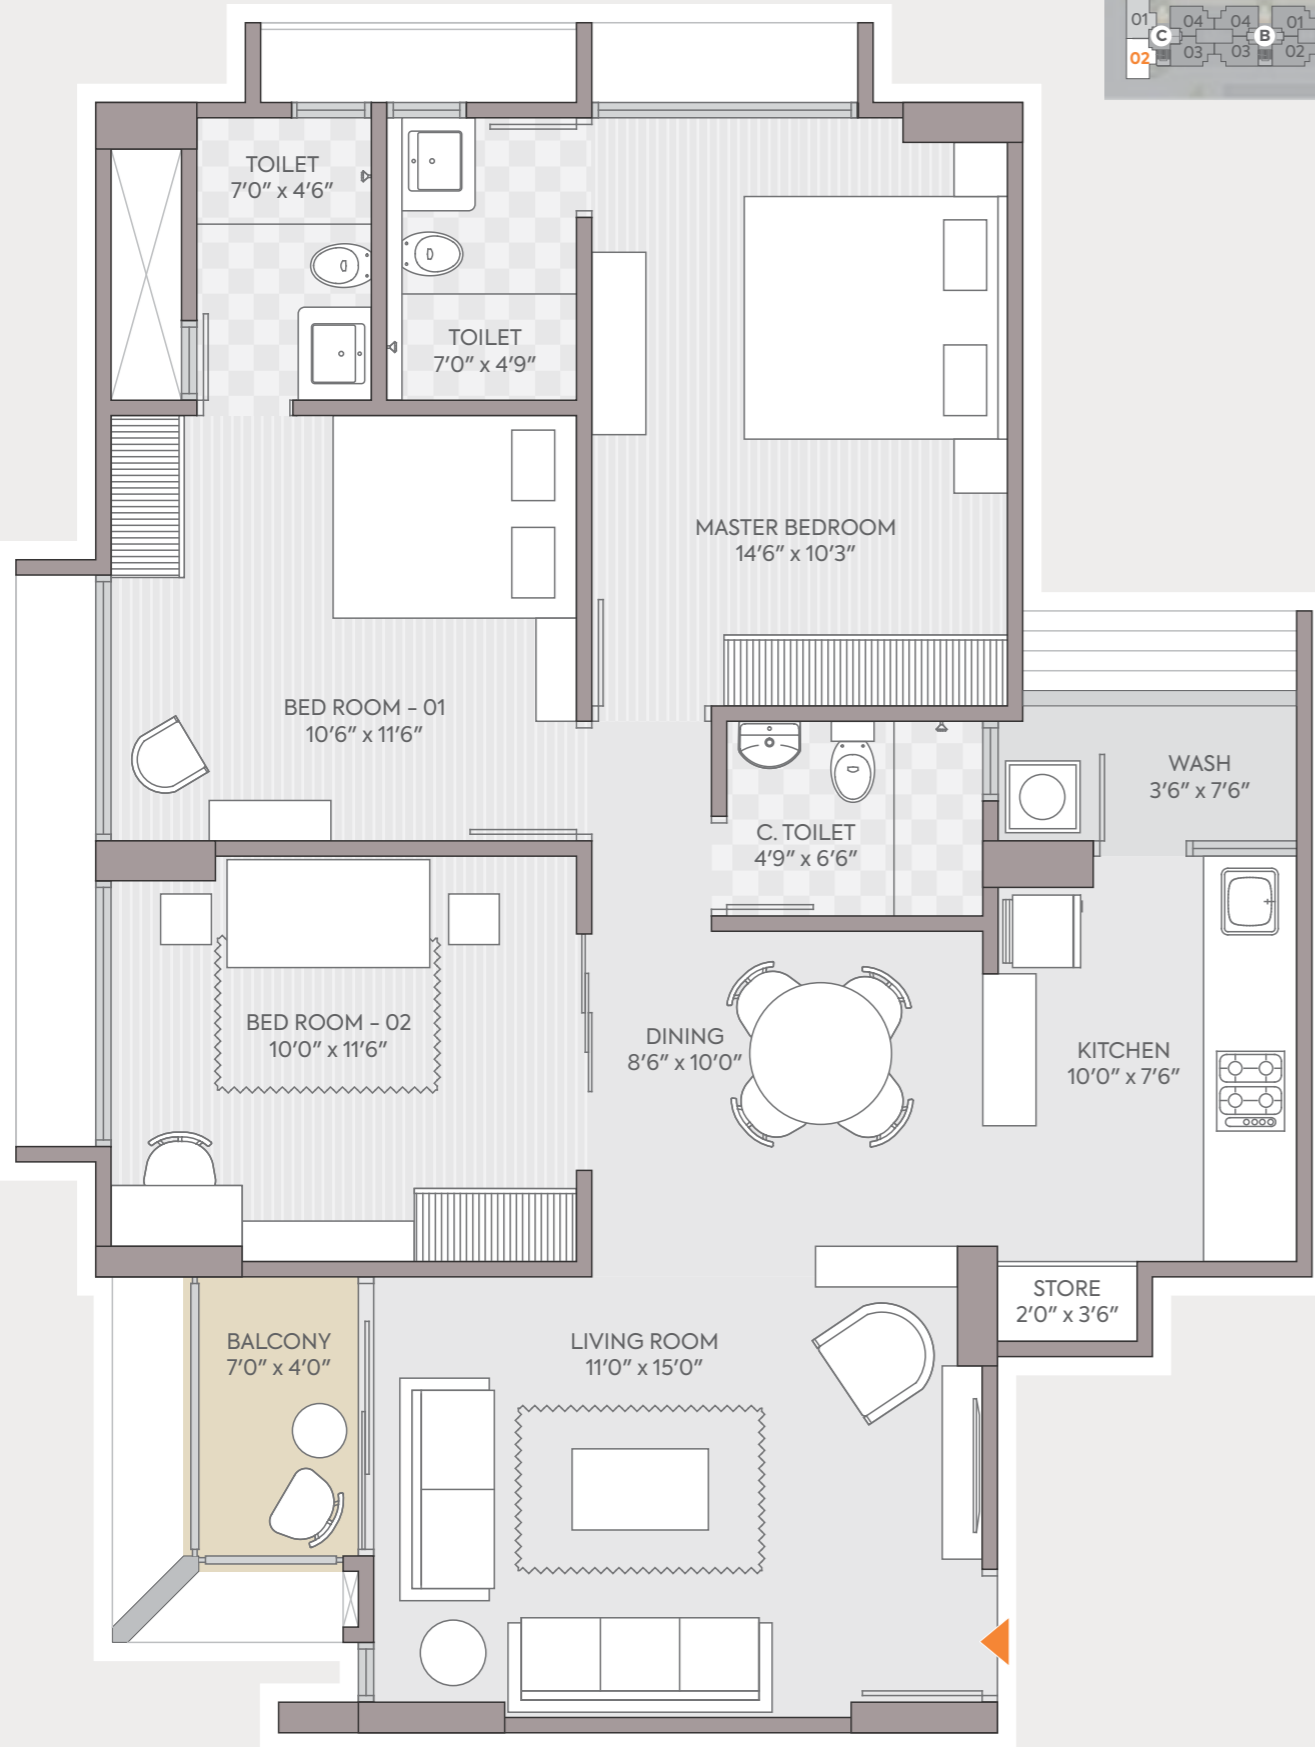 01
04
04
01
C
B
02
03
03
02
TOILET
7'0" x 4'6"
TOILET
7'0" x 4'9"
MASTER BEDROOM
14'6" x 10'3"
BED ROOM – 01
10'6" x 11'6"
WASH
3'6" x 7'6"
C. TOILET
4'9" x 6'6"
BED ROOM – 02
10'0" x 11'6"
DINING
8'6" x 10'0"
KITCHEN
10'0" x 7'6"
STORE
2'0" x 3'6"
BALCONY
7'0" x 4'0"
LIVING ROOM
11'0" x 15'0"